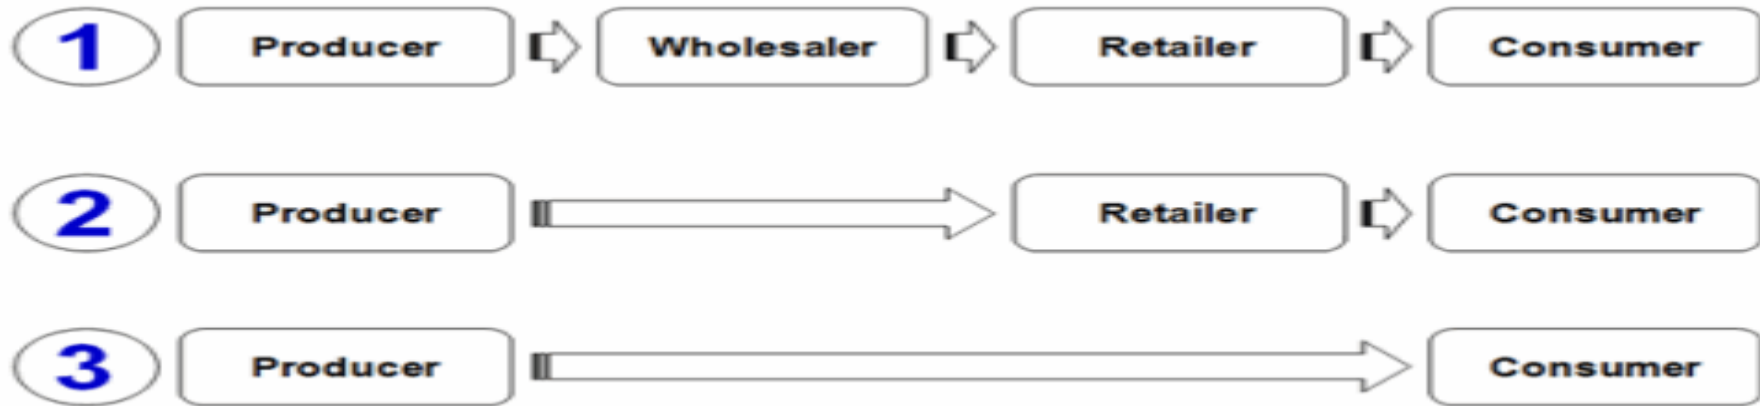 1 Producer Wholesaler Retailer Consumer
2 Producer Retailer Consumer
3 Producer Consumer